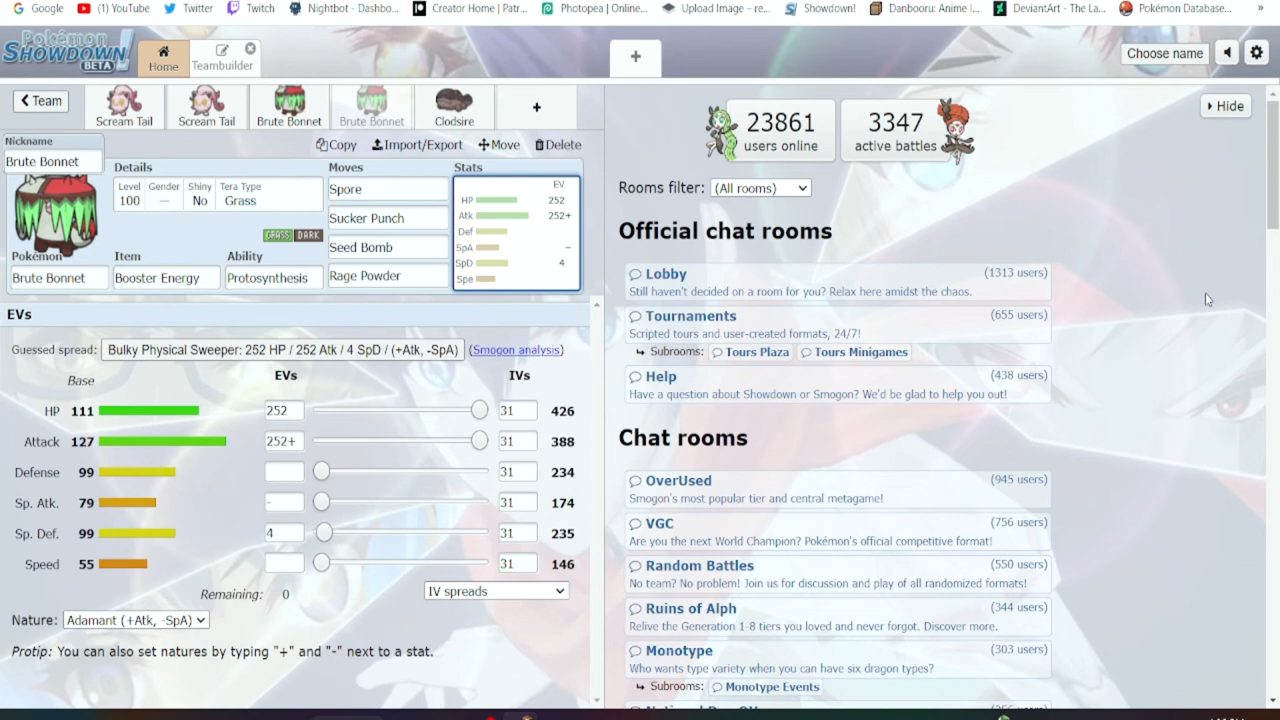 Google (1) YouTube Twitter Twitch Nightbot - Dashbo... Creator Home | Patr... Photopea | Online... Upload Image – re... Showdown! Danbooru: Anime I... DeviantArt - The La... Pokémon Database... »
Pokémon
SHOWDOWN!
BETA
Home
Teambuilder
+
Choose name
< Team
Scream Tail
Scream Tail
Brute Bonnet
Brute Bonnet
Clodsire
+
Nickname
Brute Bonnet
Copy Import/Export Move Delete
Details
Level Gender Shiny Tera Type
100 — No Grass
GRASS DARK
Pokémon Item Ability
Brute Bonnet Booster Energy Protosynthesis
Moves
Spore
Sucker Punch
Seed Bomb
Rage Powder
Stats
EV
HP 252
Atk 252+
Def
SpA –
SpD 4
Spe
EVs
Guessed spread: Bulky Physical Sweeper: 252 HP / 252 Atk / 4 SpD / (+Atk, -SpA) (Smogon analysis)
Base EVs IVs
HP 111 252 31 426
Attack 127 252+ 31 388
Defense 99 31 234
Sp. Atk. 79 - 31 174
Sp. Def. 99 4 31 235
Speed 55 31 146
Remaining: 0 IV spreads
Nature: Adamant (+Atk, -SpA)
Protip: You can also set natures by typing "+" and "-" next to a stat.
Hide
23861
users online
3347
active battles
Rooms filter: (All rooms)
Official chat rooms
Lobby (1313 users)
Still haven't decided on a room for you? Relax here amidst the chaos.
Tournaments (655 users)
Scripted tours and user-created formats, 24/7!
Subrooms: Tours Plaza Tours Minigames
Help (438 users)
Have a question about Showdown or Smogon? We'd be glad to help you out!
Chat rooms
OverUsed (945 users)
Smogon's most popular tier and central metagame!
VGC (756 users)
Are you the next World Champion? Pokémon's official competitive format!
Random Battles (550 users)
No team? No problem! Join us for discussion and play of all randomized formats!
Ruins of Alph (344 users)
Relive the Generation 1-8 tiers you loved and never forgot. Discover more.
Monotype (303 users)
Who wants type variety when you can have six dragon types?
Subrooms: Monotype Events